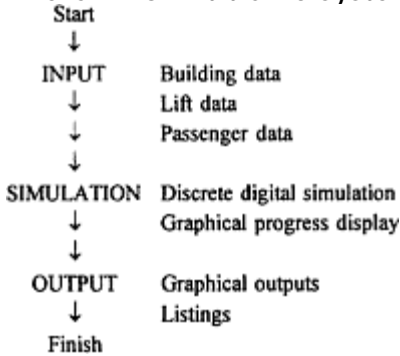 Start
↓
INPUT Building data
↓ Lift data
↓ Passenger data
↓
SIMULATION Discrete digital simulation
↓ Graphical progress display
↓
OUTPUT Graphical outputs
↓ Listings
Finish